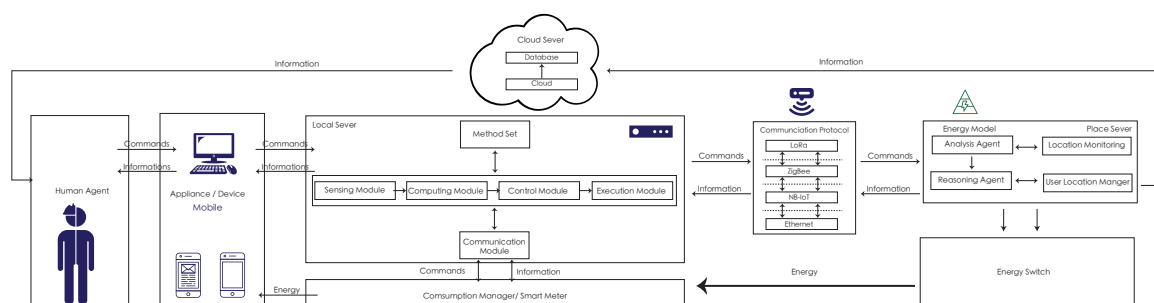 Cloud Sever
Database
Cloud
Information
Information
Human Agent
Commands
Informations
Appliance / Device
Mobile
Commands
Informations
Local Sever
Method Set
Sensing Module
Computing Module
Control Module
Execution Module
Communication
Module
Commands
Information
Commands
Information
Communciation Protocol
LoRa
ZigBee
NB-IoT
Ethernet
Commands
Information
Energy Model
Place Sever
Analysis Agent
Location Monitoring
Reasoning Agent
User Location Manger
Energy
Comsumption Manager/ Smart Meter
Energy
Energy Switch